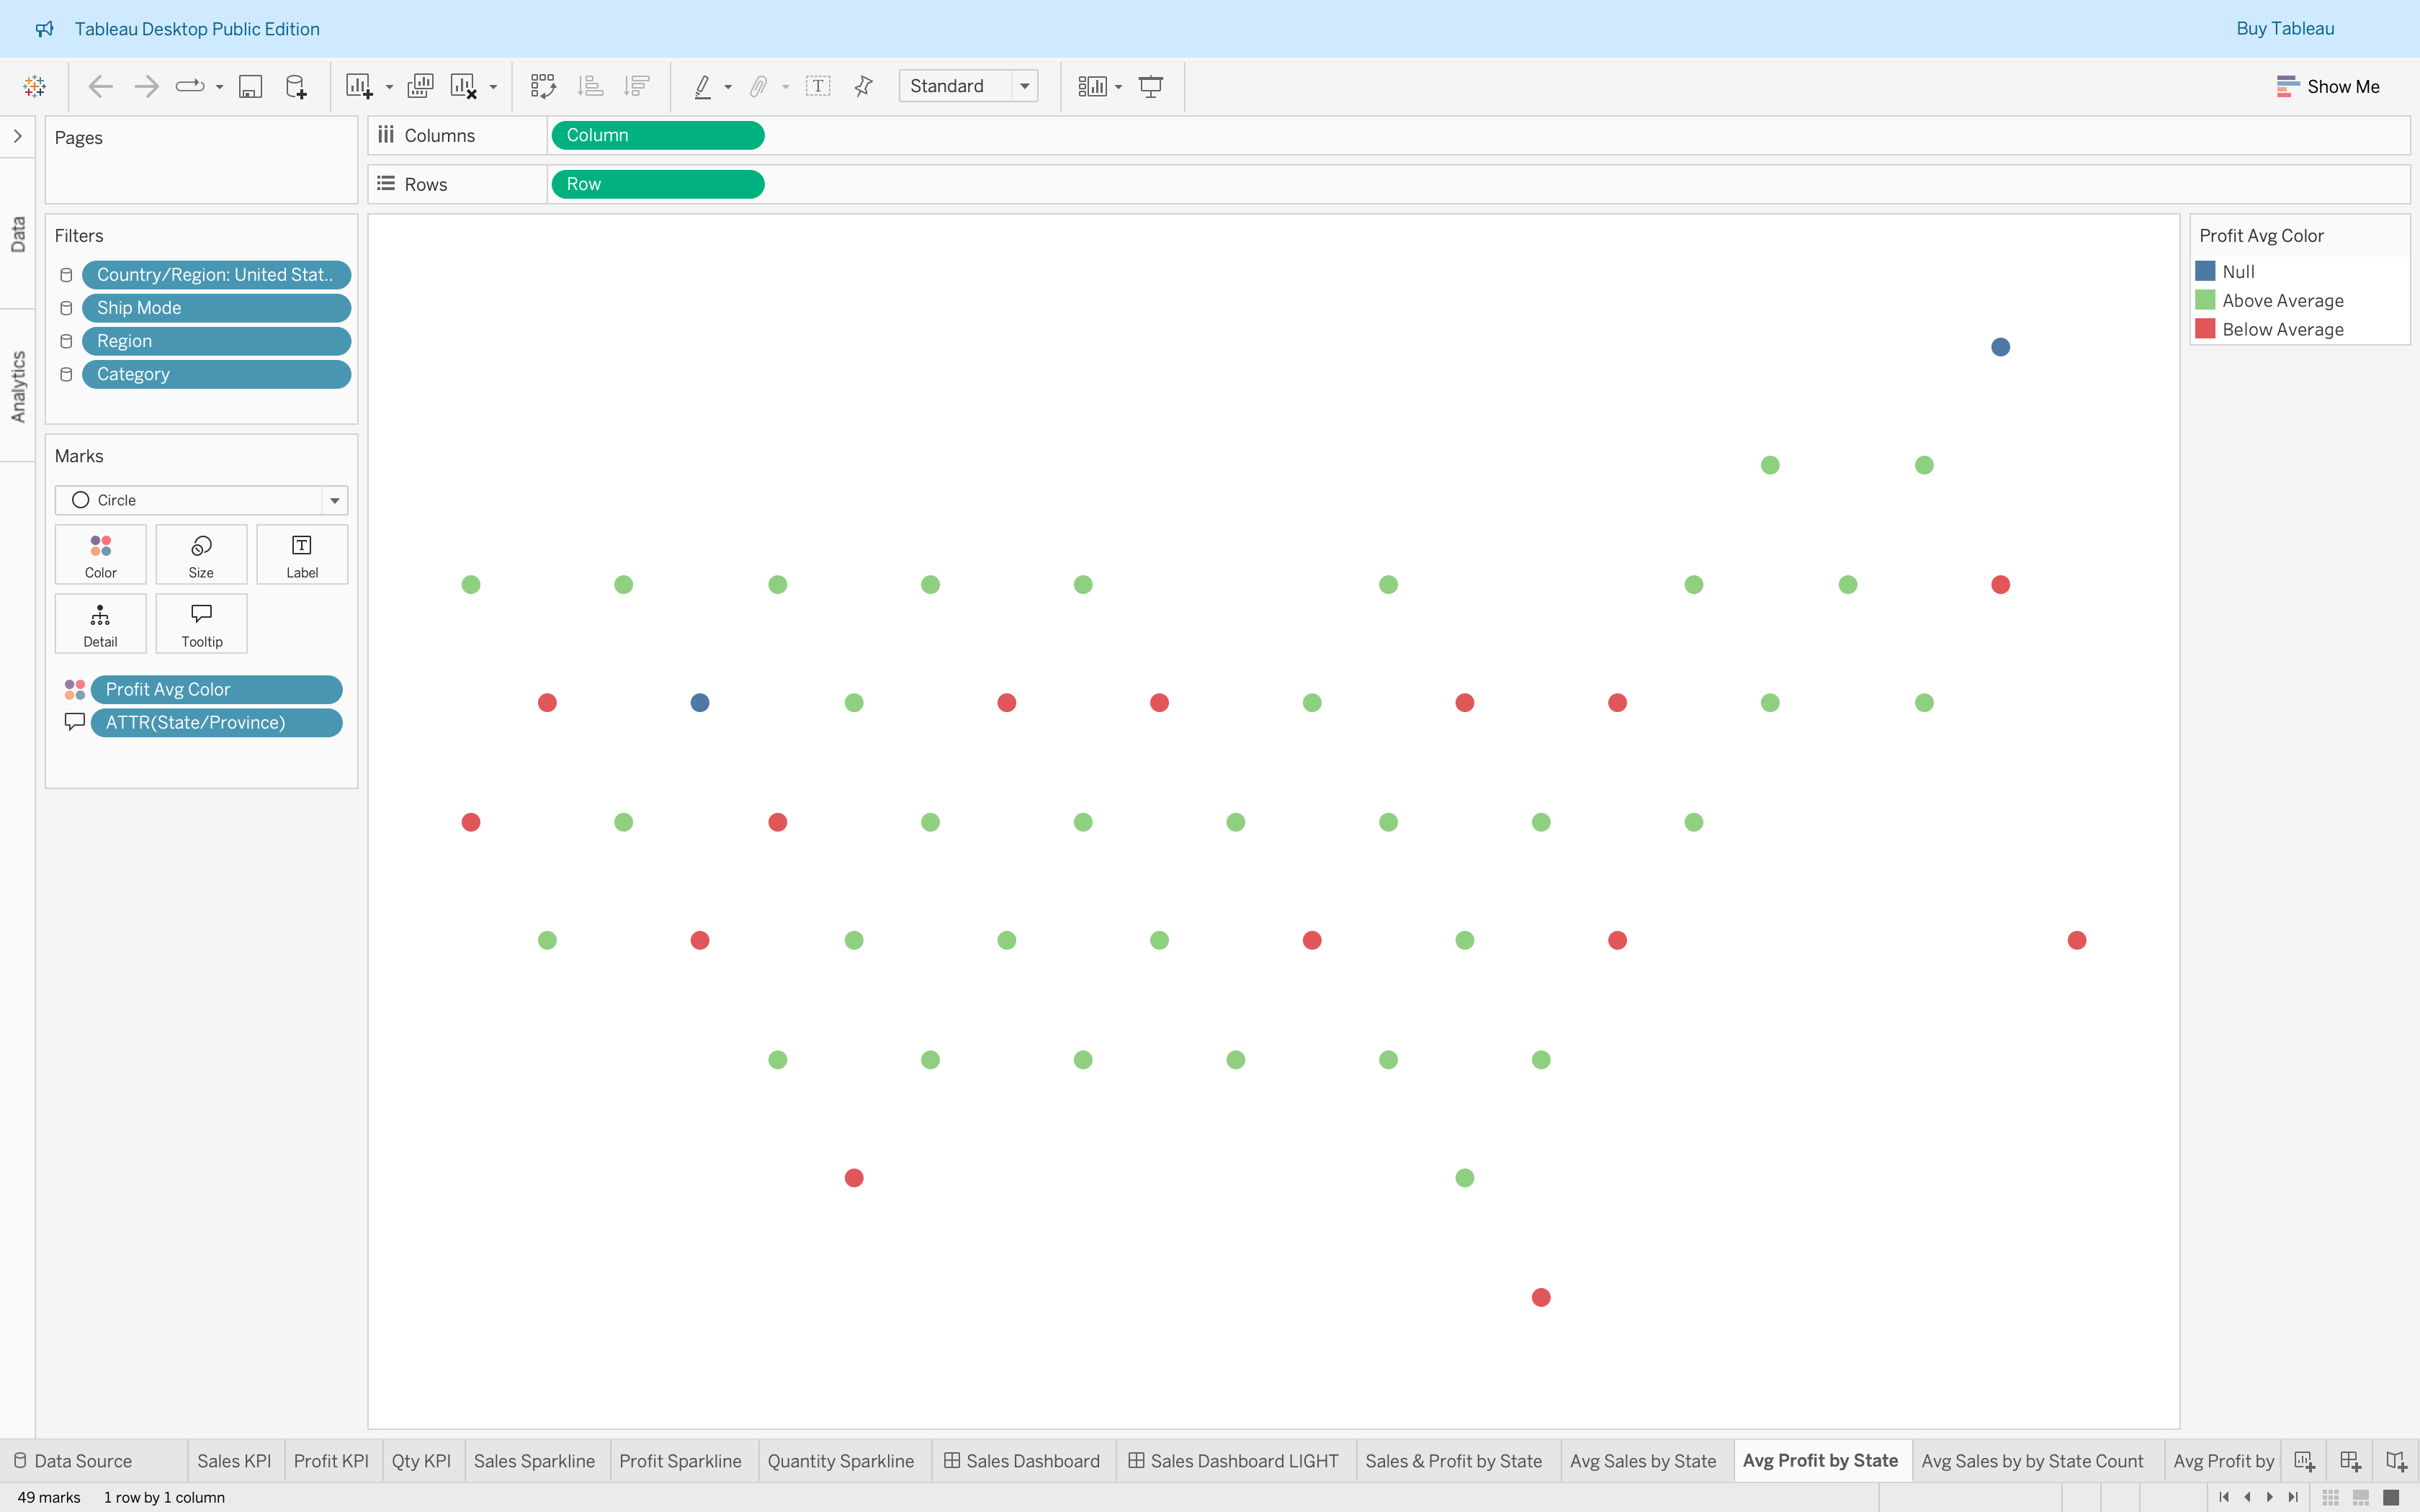 Tableau Desktop Public Edition
Buy Tableau
Standard
Show Me
Pages
Columns
Column
Rows
Row
Data
Analytics
Filters
Country/Region: United Stat..
Ship Mode
Region
Category
Marks
Circle
Color
Size
Label
Detail
Tooltip
Profit Avg Color
ATTR(State/Province)
Profit Avg Color
Null
Above Average
Below Average
Data Source
Sales KPI
Profit KPI
Qty KPI
Sales Sparkline
Profit Sparkline
Quantity Sparkline
Sales Dashboard
Sales Dashboard LIGHT
Sales & Profit by State
Avg Sales by State
Avg Profit by State
Avg Sales by by State Count
Avg Profit by
49 marks
1 row by 1 column